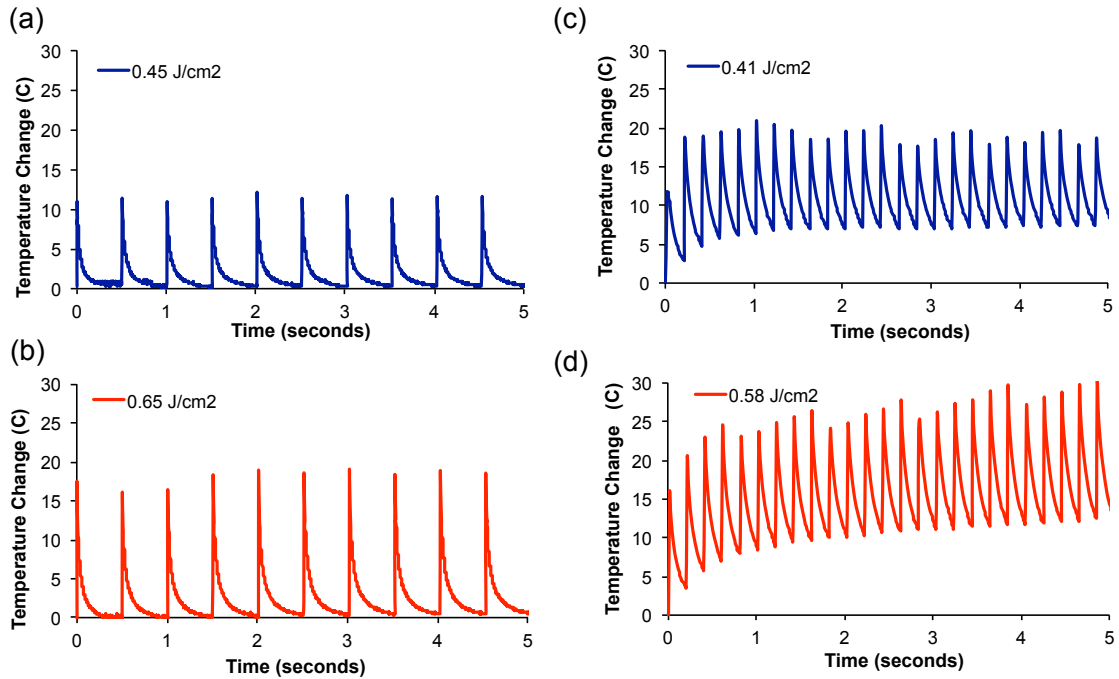 (a)
30
25
20
15
10
5
0
Temperature Change (C)
0.45 J/cm2
0 1 2 3 4 5
Time (seconds)
(b)
30
25
20
15
10
5
0
Temperature Change (C)
0.65 J/cm2
0 1 2 3 4 5
Time (seconds)
(c)
30
25
20
15
10
5
0
Temperature Change (C)
0.41 J/cm2
0 1 2 3 4 5
Time (seconds)
(d)
30
25
20
15
10
5
0
Temperature Change (C)
0.58 J/cm2
0 1 2 3 4 5
Time (seconds)